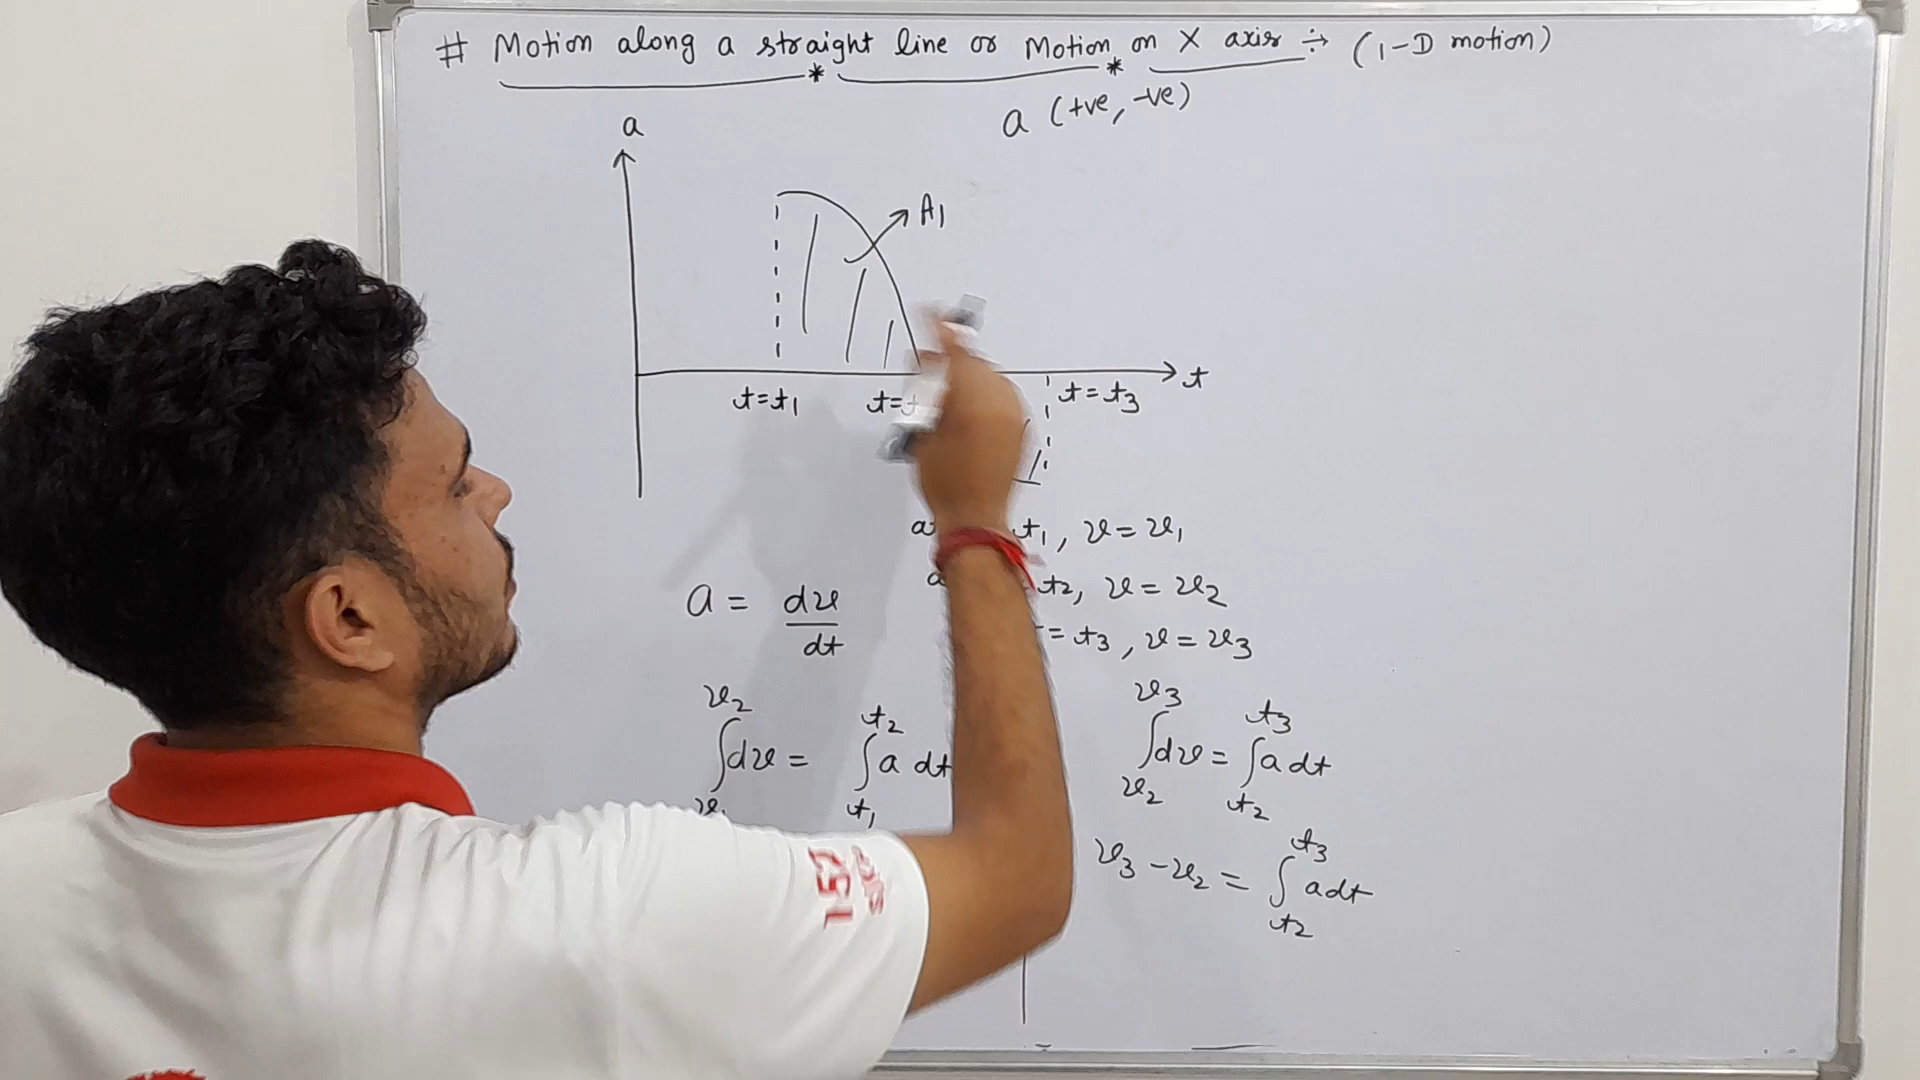 # Motion along a straight line or Motion on X axis ÷ (1-D motion)
a (+ve, -ve)
a
A1
t
t=t1
t=t
t=t3
t1, v=v1
t2, v=v2
= t3, v=v3
a = dv/dt
v2
∫dv =
t2
∫a dt
t1
v3
∫dv =
v2
t3
∫a dt
t2
v3 - v2 =
t3
∫a dt
t2